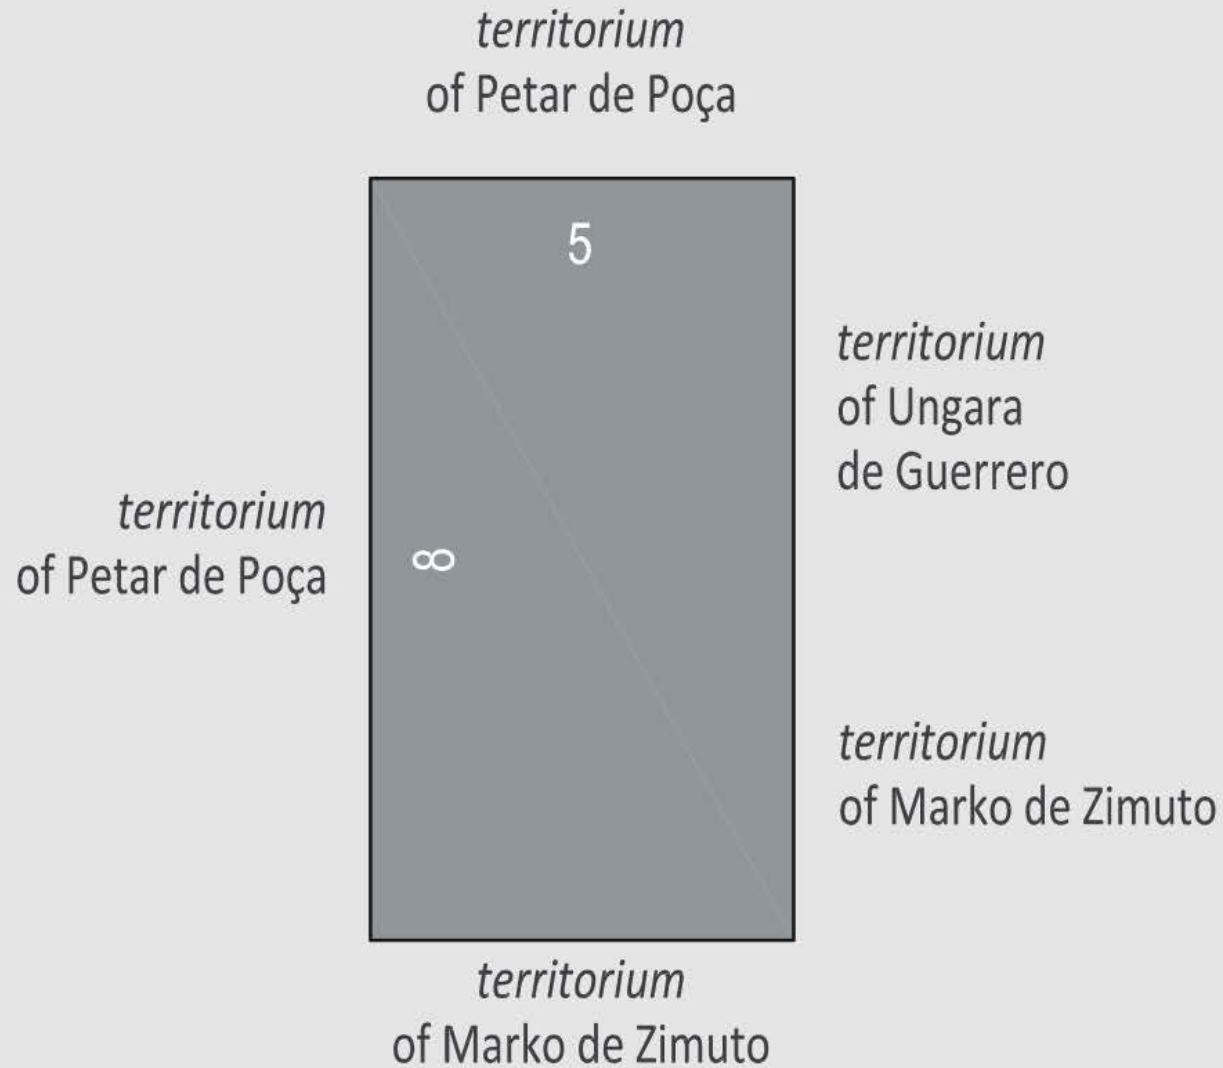 territorium
of Petar de Poça
5
territorium
of Ungara
de Guerrero
territorium
of Petar de Poça
8
territorium
of Marko de Zimuto
territorium
of Marko de Zimuto